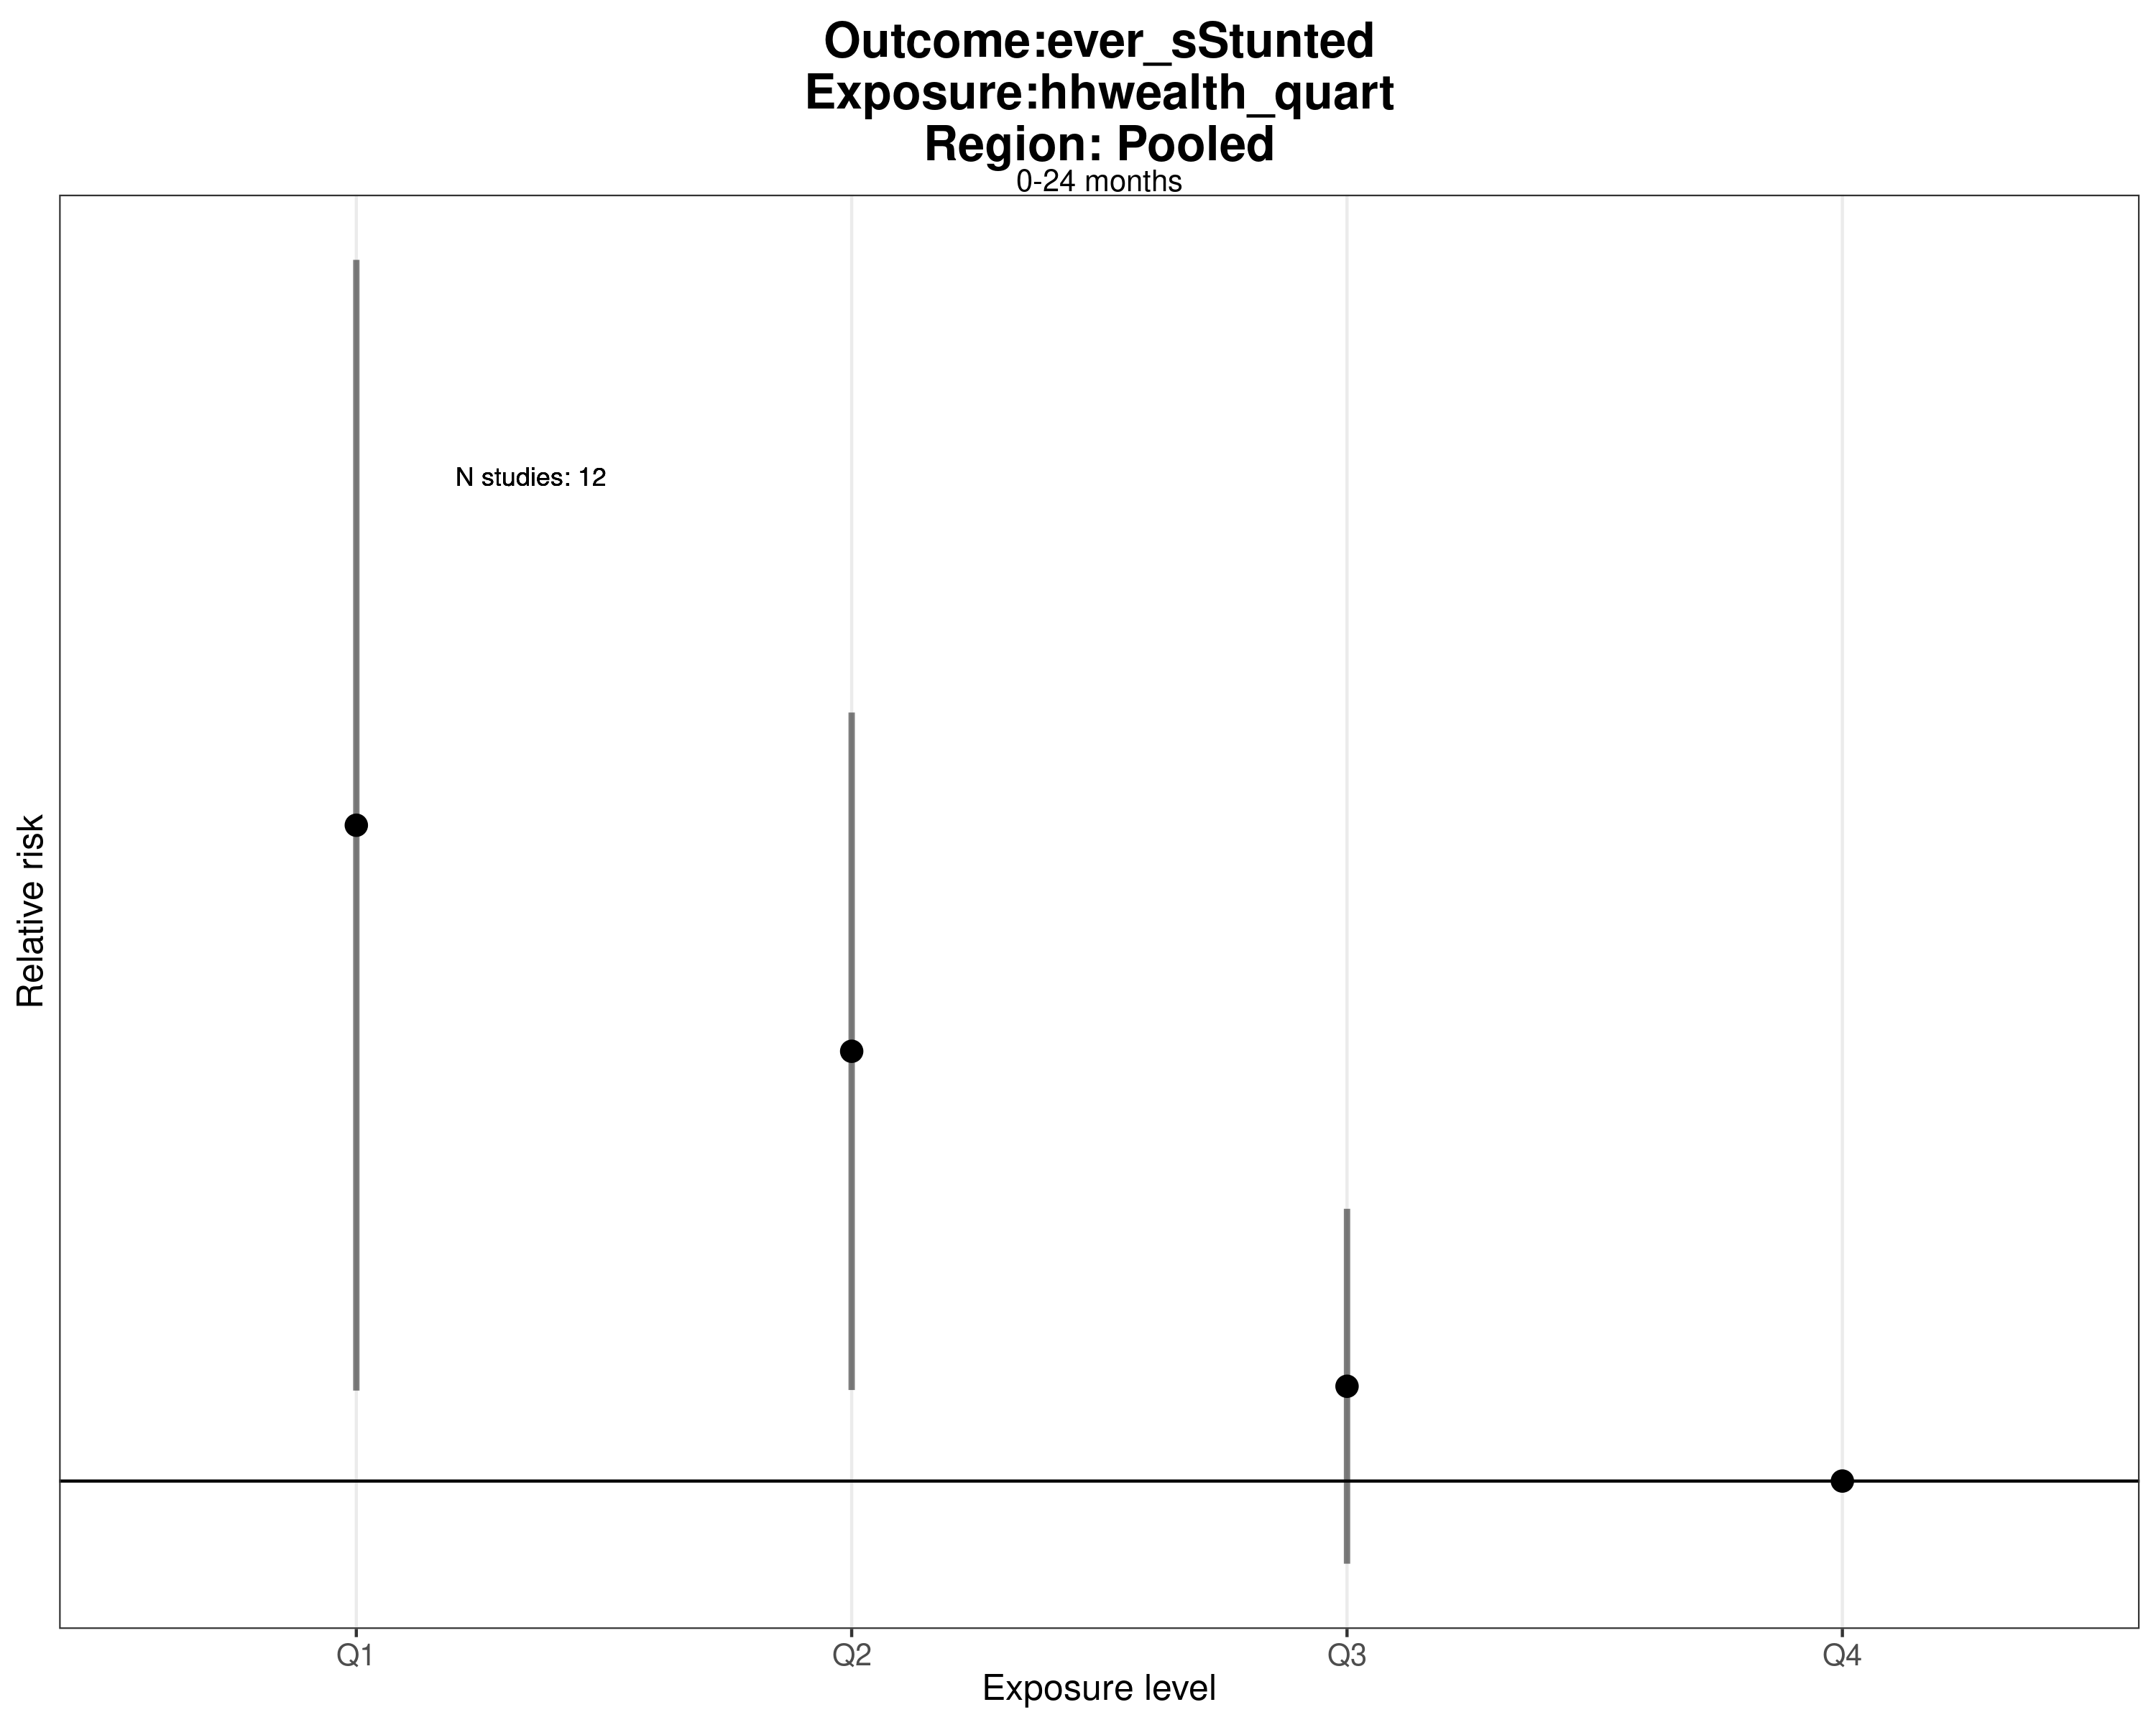 Outcome:ever_sStunted
Exposure:hhwealth_quart
Region: Pooled
0-24 months
N studies: 12
Relative risk
Q1 Q2 Q3 Q4
Exposure level